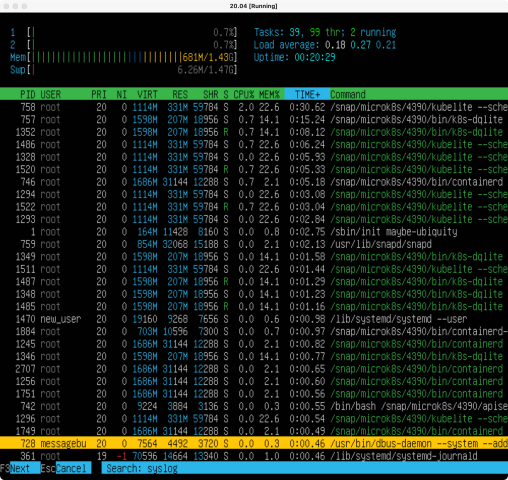 20.04 [Running]
1 [| 0.7%] Tasks: 39, 99 thr; 2 running
2 [| 0.7%] Load average: 0.18 0.27 0.21
Mem[||||||||||||||||||||||||||||||||||681M/1.43G] Uptime: 00:20:29
Swp[| 6.26M/1.47G]
PID USER PRI NI VIRT RES SHR S CPU% MEM% TIME+ Command
758 root 20 0 1114M 331M 59784 S 2.0 22.6 0:30.62 /snap/microk8s/4390/kubelite --sche
757 root 20 0 1598M 207M 18956 S 0.7 14.1 0:15.24 /snap/microk8s/4390/bin/k8s-dqlite
1352 root 20 0 1598M 207M 18956 R 0.7 14.1 0:08.12 /snap/microk8s/4390/bin/k8s-dqlite
1486 root 20 0 1114M 331M 59784 S 0.7 22.6 0:06.24 /snap/microk8s/4390/kubelite --sche
1328 root 20 0 1114M 331M 59784 S 0.0 22.6 0:05.93 /snap/microk8s/4390/kubelite --sche
1520 root 20 0 1114M 331M 59784 R 0.7 22.6 0:05.33 /snap/microk8s/4390/kubelite --sche
746 root 20 0 1686M 31144 12288 S 0.7 2.1 0:05.18 /snap/microk8s/4390/bin/containerd
1294 root 20 0 1114M 331M 59784 S 0.0 22.6 0:03.08 /snap/microk8s/4390/kubelite --sche
1522 root 20 0 1114M 331M 59784 R 0.7 22.6 0:03.04 /snap/microk8s/4390/kubelite --sche
1293 root 20 0 1114M 331M 59784 S 0.0 22.6 0:02.84 /snap/microk8s/4390/kubelite --sche
1 root 20 0 164M 11428 8160 S 0.0 0.8 0:02.75 /sbin/init maybe-ubiquity
759 root 20 0 854M 32068 15188 S 0.0 2.1 0:02.13 /usr/lib/snapd/snapd
1349 root 20 0 1598M 207M 18956 S 0.0 14.1 0:01.58 /snap/microk8s/4390/bin/k8s-dqlite
1511 root 20 0 1114M 331M 59784 S 0.0 22.6 0:01.44 /snap/microk8s/4390/kubelite --sche
1487 root 20 0 1598M 207M 18956 R 0.0 14.1 0:01.29 /snap/microk8s/4390/bin/k8s-dqlite
1348 root 20 0 1598M 207M 18956 S 0.0 14.1 0:01.23 /snap/microk8s/4390/bin/k8s-dqlite
1485 root 20 0 1598M 207M 18956 R 0.0 14.1 0:01.16 /snap/microk8s/4390/bin/k8s-dqlite
1470 new_user 20 0 19160 9268 7656 S 0.0 0.6 0:00.98 /lib/systemd/systemd --user
1884 root 20 0 703M 10596 7300 S 0.0 0.7 0:00.97 /snap/microk8s/4390/bin/containerd-
1245 root 20 0 1686M 31144 12288 S 0.0 2.1 0:00.82 /snap/microk8s/4390/bin/containerd
1346 root 20 0 1598M 207M 18956 S 0.0 14.1 0:00.77 /snap/microk8s/4390/bin/k8s-dqlite
2707 root 20 0 1686M 31144 12288 S 0.0 2.1 0:00.65 /snap/microk8s/4390/bin/containerd
1256 root 20 0 1686M 31144 12288 S 0.0 2.1 0:00.60 /snap/microk8s/4390/bin/containerd
1751 root 20 0 1686M 31144 12288 S 0.0 2.1 0:00.56 /snap/microk8s/4390/bin/containerd
742 root 20 0 9224 3884 3136 S 0.0 0.3 0:00.55 /bin/bash /snap/microk8s/4390/apise
1296 root 20 0 1114M 331M 59784 S 0.0 22.6 0:00.54 /snap/microk8s/4390/kubelite --sche
1749 root 20 0 1686M 31144 12288 S 0.0 2.1 0:00.49 /snap/microk8s/4390/bin/containerd
728 messagebu 20 0 7564 4492 3720 S 0.0 0.3 0:00.46 /usr/bin/dbus-daemon --system --add
361 root 19 -1 70596 14664 13340 S 0.0 1.0 0:00.46 /lib/systemd/systemd-journald
F3Next EscCancel Search: syslog